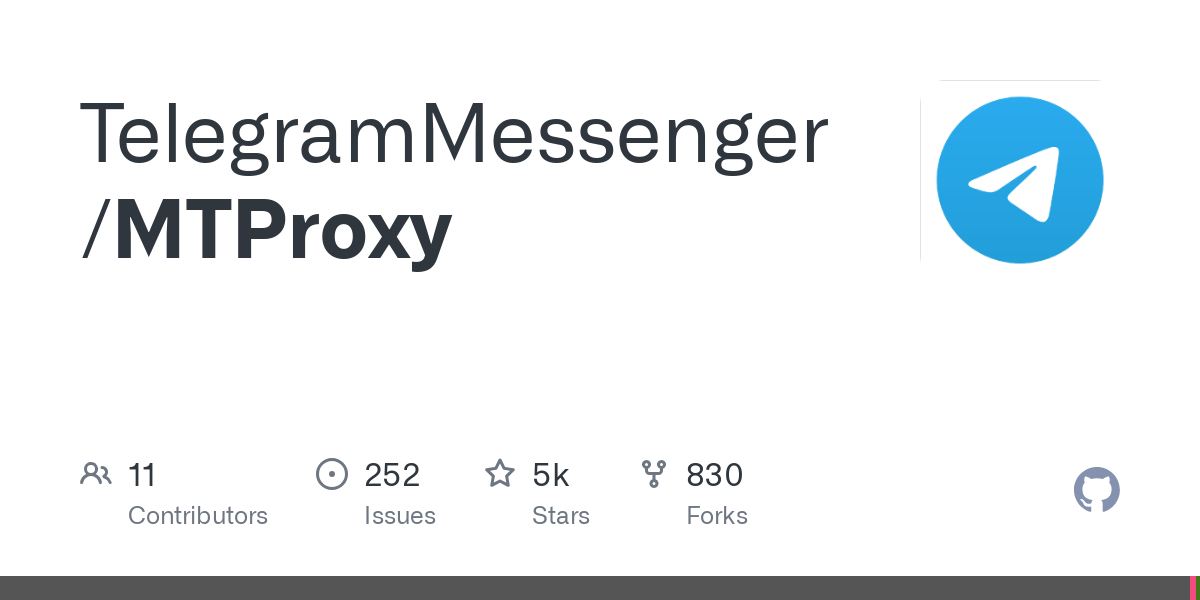 TelegramMessenger
/MTProxy
11 252 5k 830
Contributors Issues Stars Forks